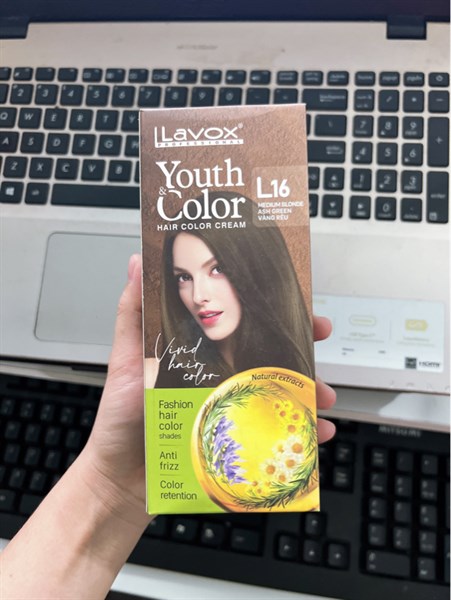 Lavox®
PROFESSIONAL
Youth
& Color
HAIR COLOR CREAM
L16
MEDIUM BLONDE
ASH GREEN
VÀNG RÊU
Vivid
hair
color
Natural extracts
Fashion
hair
color
shades
Anti
frizz
Color
retention
HDMI